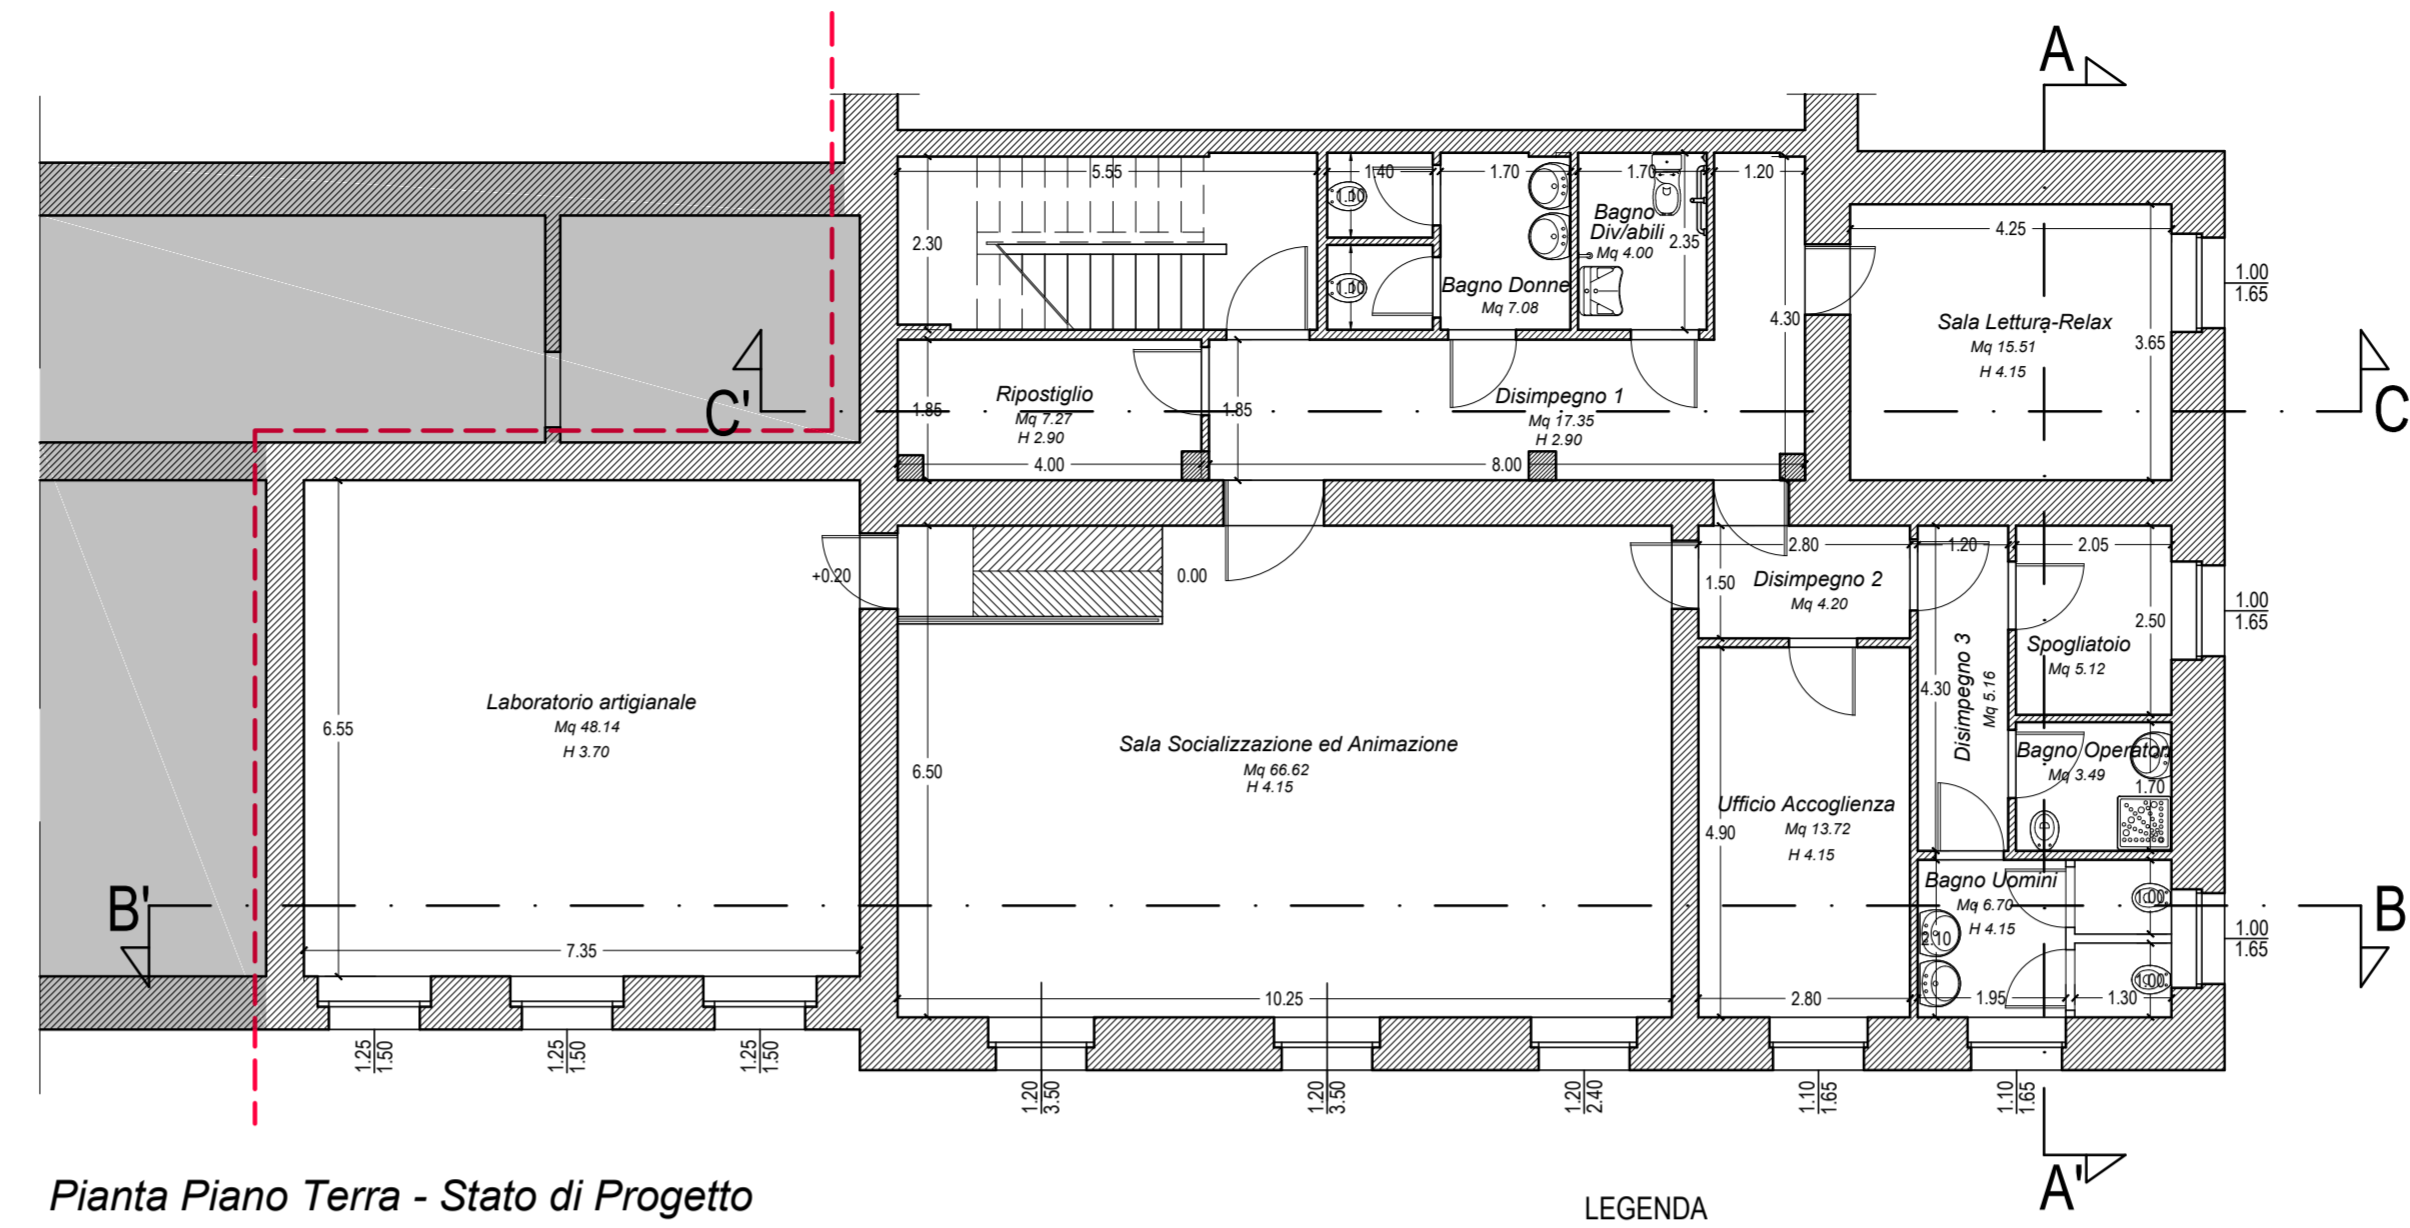 A
5.55
1.40
1.70
1.70
1.20
1.00
2.30
Bagno
Div/abili
Mq 4.00
2.35
4.25
1.00
1.65
1.00
Bagno Donne
Mq 7.08
4.30
Sala Lettura-Relax
Mq 15.51
H 4.15
3.65
C'
C
1.85
Ripostiglio
Mq 7.27
H 2.90
4.00
1.85
Disimpegno 1
Mq 17.35
H 2.90
8.00
+0.20
0.00
2.80
1.20
2.05
1.50
Disimpegno 2
Mq 4.20
1.00
1.65
2.50
Spogliatoio
Mq 5.12
4.30
Disimpegno 3
Mq 5.16
Laboratorio artigianale
Mq 48.14
H 3.70
6.55
7.35
Sala Socializzazione ed Animazione
Mq 66.62
H 4.15
6.50
10.25
Ufficio Accoglienza
Mq 13.72
H 4.15
4.90
2.80
Bagno Operatori
Mq 3.49
1.70
Bagno Uomini
Mq 6.70
H 4.15
2.10
1.00
1.00
1.95
1.30
B'
B
1.00
1.65
1.25
1.50
1.25
1.50
1.25
1.50
1.20
3.50
1.20
3.50
1.20
2.40
1.10
1.65
1.10
1.65
A'
Pianta Piano Terra - Stato di Progetto
LEGENDA